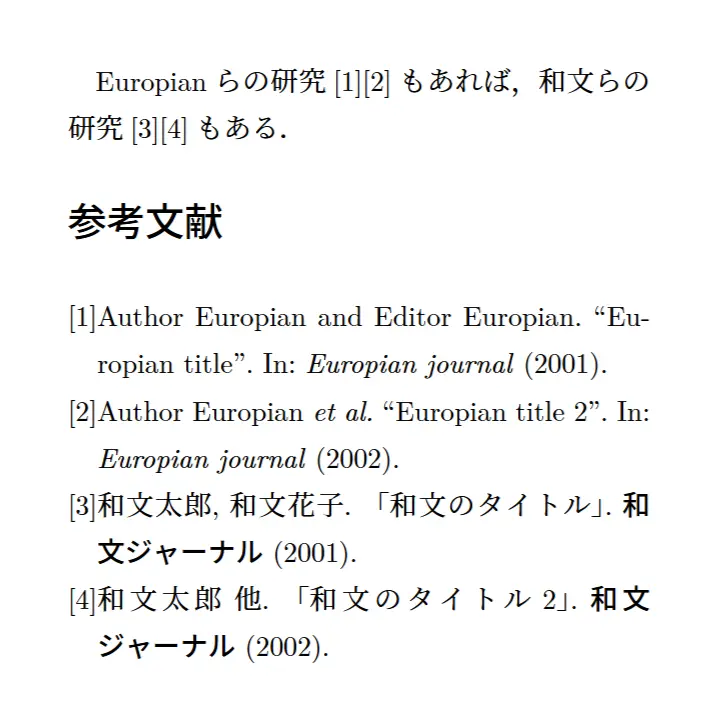 Europian らの研究 [1][2] もあれば，和文らの
研究 [3][4] もある．
参考文献
[1]Author Europian and Editor Europian. “Eu-
ropian title”. In: Europian journal (2001).
[2]Author Europian et al. “Europian title 2”. In:
Europian journal (2002).
[3]和文太郎, 和文花子. 「和文のタイトル」. 和
文ジャーナル (2001).
[4]和文太郎 他. 「和文のタイトル 2」. 和文
ジャーナル (2002).